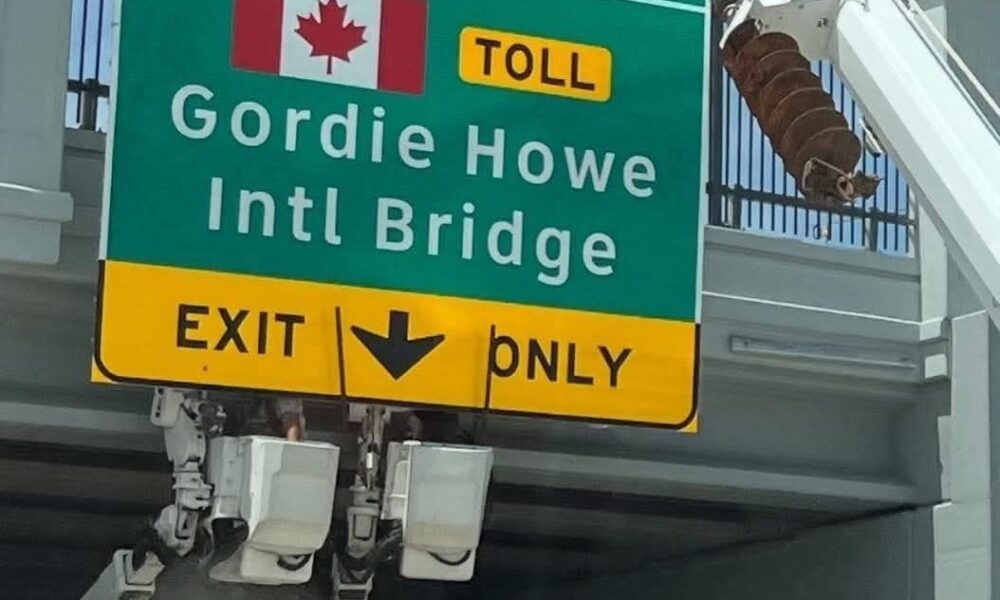 TOLL
Gordie Howe
Intl Bridge
EXIT ONLY